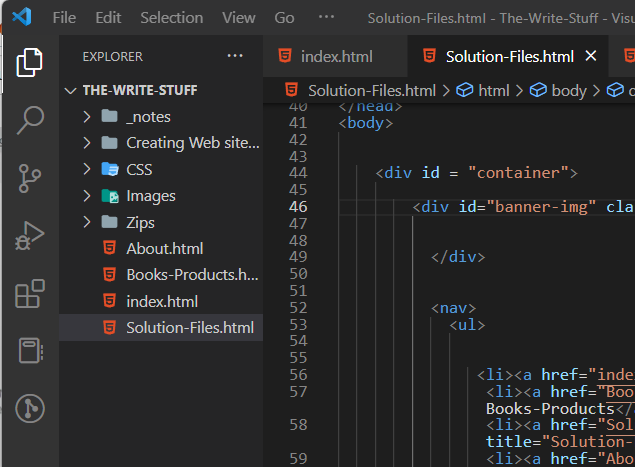 File Edit Selection View Go ··· Solution-Files.html - The-Write-Stuff - Visu
EXPLORER ···
THE-WRITE-STUFF
_notes
Creating Web site...
CSS
Images
Zips
About.html
Books-Products.h...
index.html
Solution-Files.html
index.html Solution-Files.html
Solution-Files.html > html > body >
40 </head>
41 <body>
42
43
44 <div id = "container">
45
46 <div id="banner-img" cla
47
48
49 </div>
50
51
52 <nav>
53 <ul>
54
55
56 <li><a href="index
57 <li><a href="Boo
Books-Products</
58 <li><a href="Sol
title="Solution-
59 <li><a href="Abo